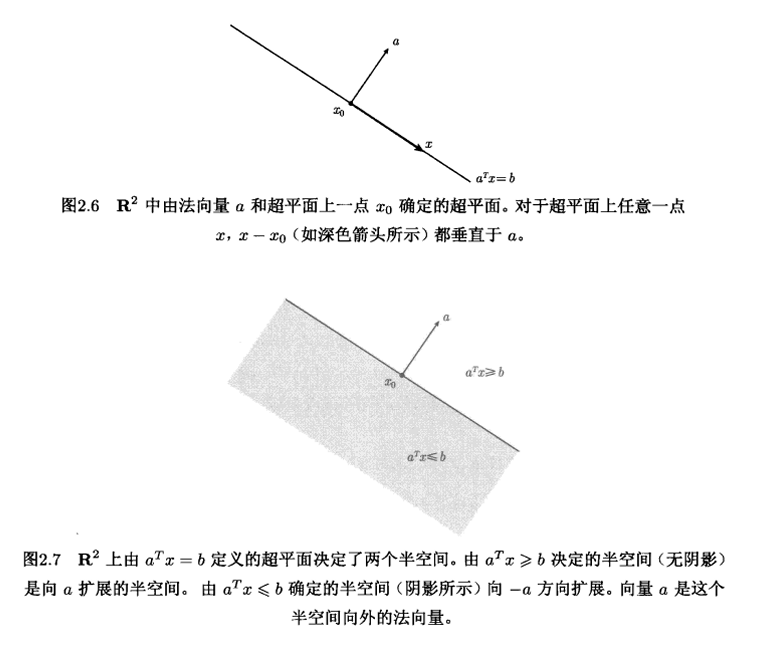 a
x₀
x
aᵀx=b
图2.6 R² 中由法向量 a 和超平面上一点 x₀ 确定的超平面。对于超平面上任意一点
x，x − x₀（如深色箭头所示）都垂直于 a。
a
aᵀx⩾b
x₀
aᵀx⩽b
图2.7 R² 上由 aᵀx = b 定义的超平面决定了两个半空间。由 aᵀx ⩾ b 决定的半空间（无阴影）
是向 a 扩展的半空间。 由 aᵀx ⩽ b 确定的半空间（阴影所示）向 −a 方向扩展。向量 a 是这个
半空间向外的法向量。